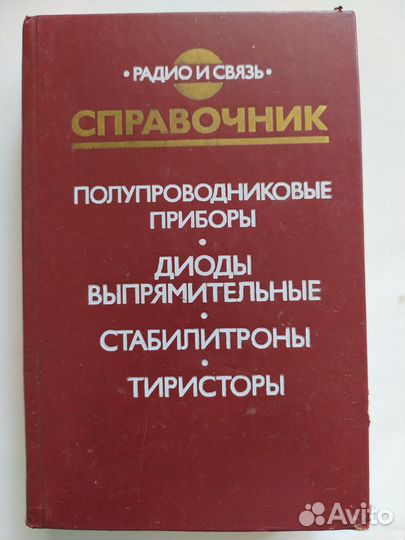 • РАДИО И СВЯЗЬ •
СПРАВОЧНИК
ПОЛУПРОВОДНИКОВЫЕ
ПРИБОРЫ
•
ДИОДЫ
ВЫПРЯМИТЕЛЬНЫЕ
•
СТАБИЛИТРОНЫ
•
ТИРИСТОРЫ
Avito